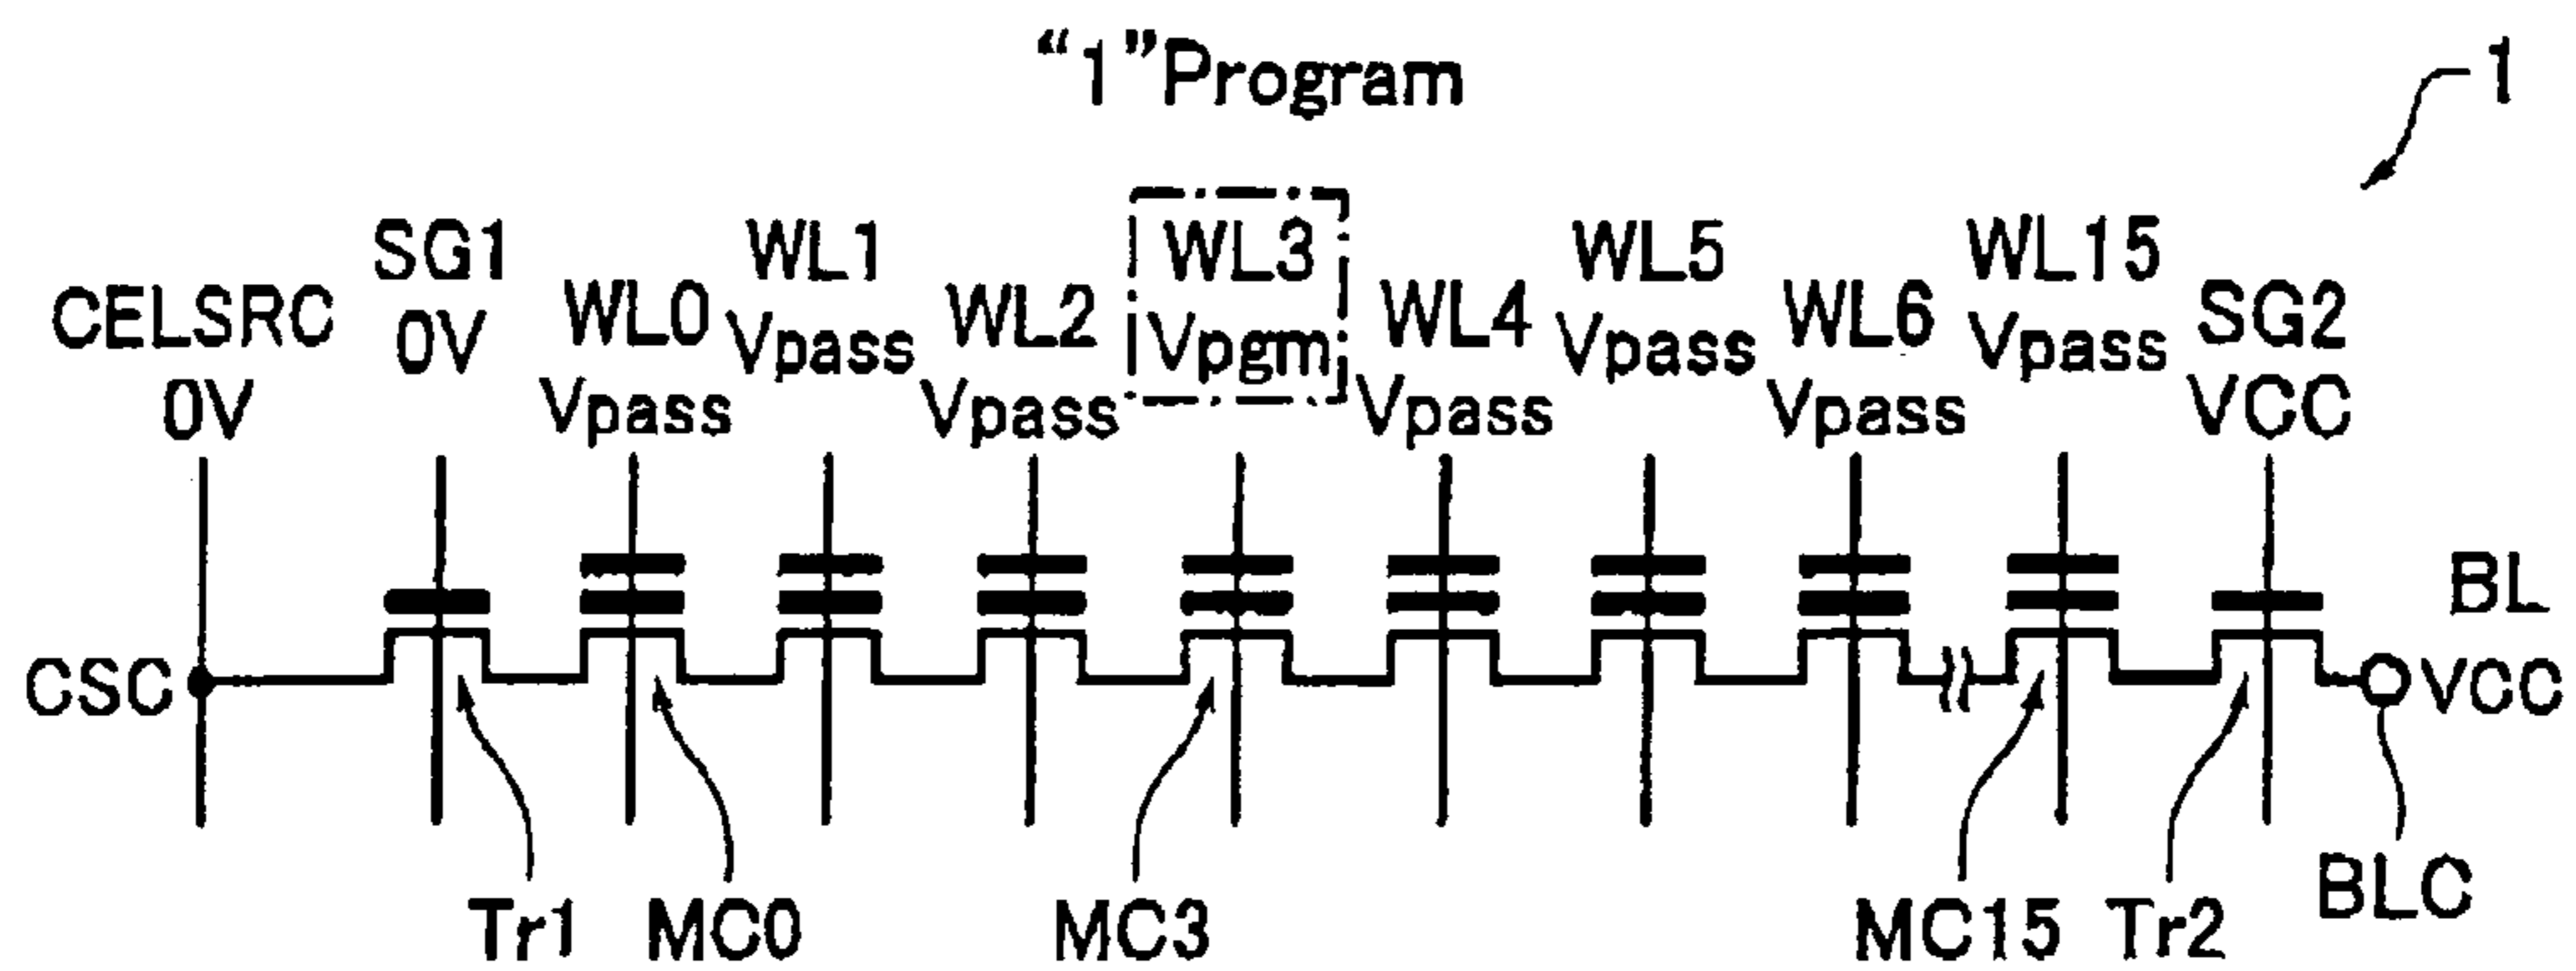 “1”Program
1
CELSRC
0V
SG1
0V
WL0
Vpass
WL1
Vpass
WL2
Vpass
WL3
Vpgm
WL4
Vpass
WL5
Vpass
WL6
Vpass
WL15
Vpass
SG2
VCC
CSC
BL
VCC
Tr1
MC0
MC3
MC15
Tr2
BLC